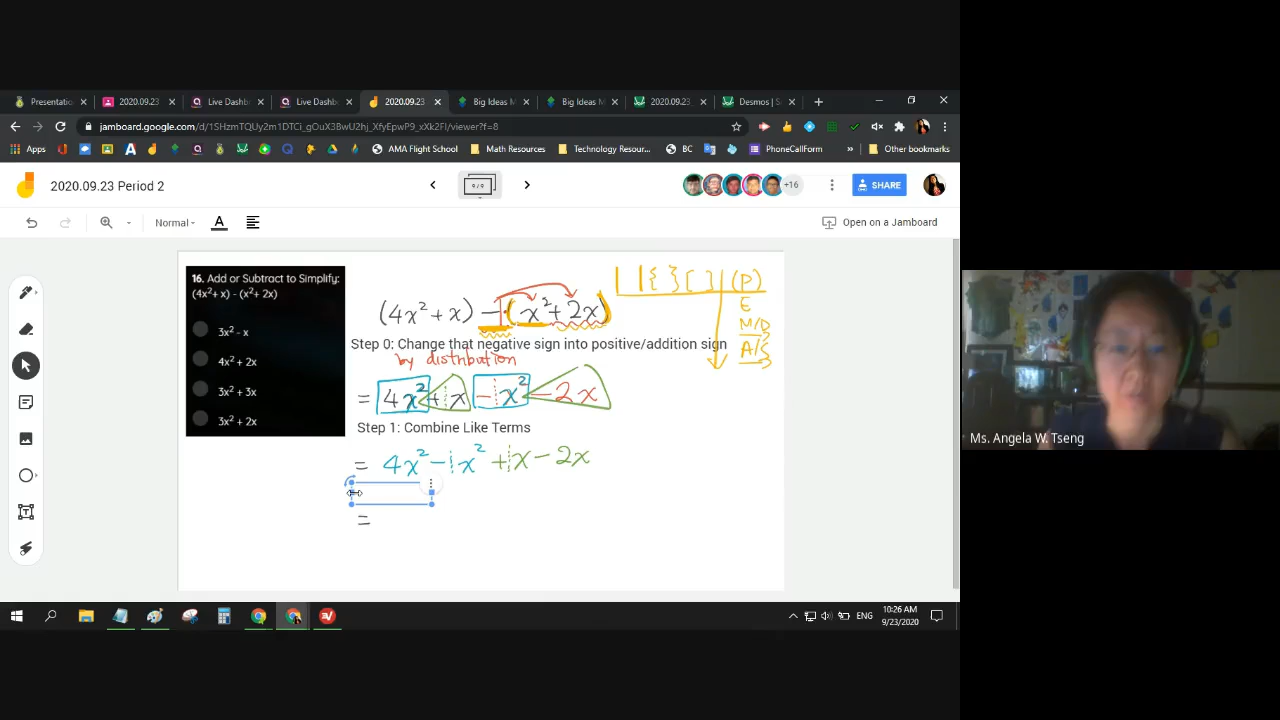 Presentatio
2020.09.23
Live Dashb
Live Dashb
2020.09.23
Big Ideas M
Big Ideas M
2020.09.23
Desmos | S
jamboard.google.com/d/1SHzmTQUy2m1DTCi_gOuX3BwU2hj_XfyEpwP9_xXk2FI/viewer?f=8
Apps
AMA Flight School
Math Resources
Technology Resour...
BC
PhoneCallForm
Other bookmarks
2020.09.23 Period 2
9 / 9
+16
SHARE
Normal
A
Open on a Jamboard
16. Add or Subtract to Simplify:
(4x²+ x) - (x²+ 2x)
3x² - x
4x² + 2x
3x² + 3x
3x² + 2x
(4x² + x) - 1 · (x² + 2x)
| | { } [ ] (P)
E
M/D
A/S
Step 0: Change that negative sign into positive/addition sign
by distribution
= 4x² + 1x - 1x² - 2x
Step 1: Combine Like Terms
= 4x² - 1x² + 1x - 2x
=
Ms. Angela W. Tseng
ENG
10:26 AM
9/23/2020